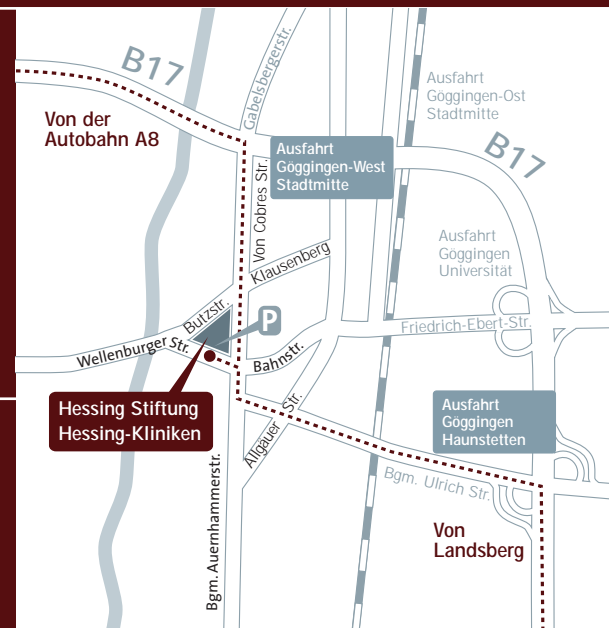 B17
Gabelsbergerstr.
Ausfahrt
Göggingen-Ost
Stadtmitte
Von der
Autobahn A8
Ausfahrt
Göggingen-West
Stadtmitte
B17
Von Cobres Str.
Ausfahrt
Göggingen
Universität
Klausenberg
Butzstr.
P
Friedrich-Ebert-Str.
Wellenburger Str.
Bahnstr.
Hessing Stiftung
Hessing-Kliniken
Allgäuer Str.
Ausfahrt
Göggingen
Haunstetten
Bgm. Ulrich Str.
Bgm. Auernhammerstr.
Von
Landsberg